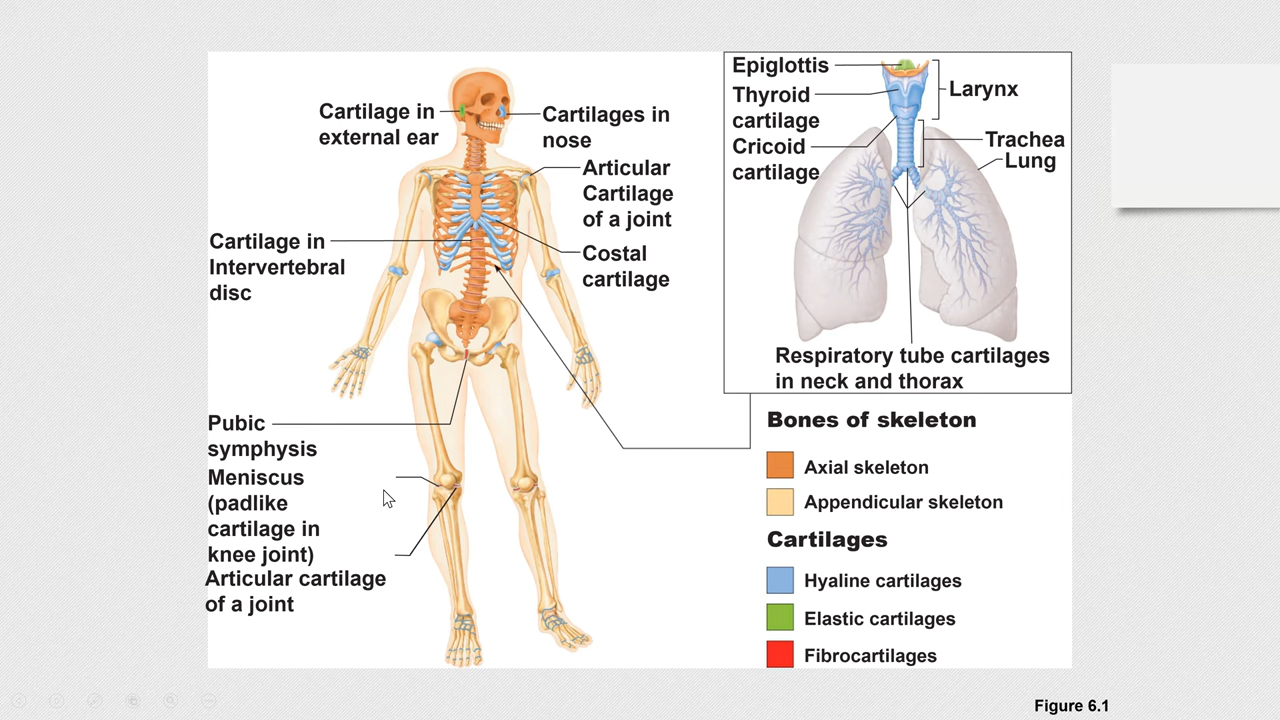 Cartilage in
external ear
Cartilages in
nose
Articular
Cartilage
of a joint
Cartilage in
Intervertebral
disc
Costal
cartilage
Pubic
symphysis
Meniscus
(padlike
cartilage in
knee joint)
Articular cartilage
of a joint
Epiglottis
Thyroid
cartilage
Cricoid
cartilage
Larynx
Trachea
Lung
Respiratory tube cartilages
in neck and thorax
Bones of skeleton
Axial skeleton
Appendicular skeleton
Cartilages
Hyaline cartilages
Elastic cartilages
Fibrocartilages
Figure 6.1